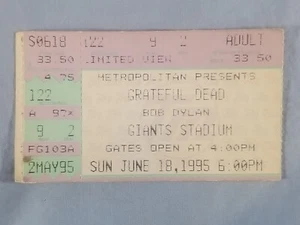 S0618 122 9 2 ADULT
33 50 LIMITED VIEW 33 50
4 75 METROPOLITAN PRESENTS
122 GRATEFUL DEAD
A 97X BOB DYLAN
9 2 GIANTS STADIUM
FG103A GATES OPEN AT 4:00PM
2MAY95 SUN JUNE 18,1995 6:00PM